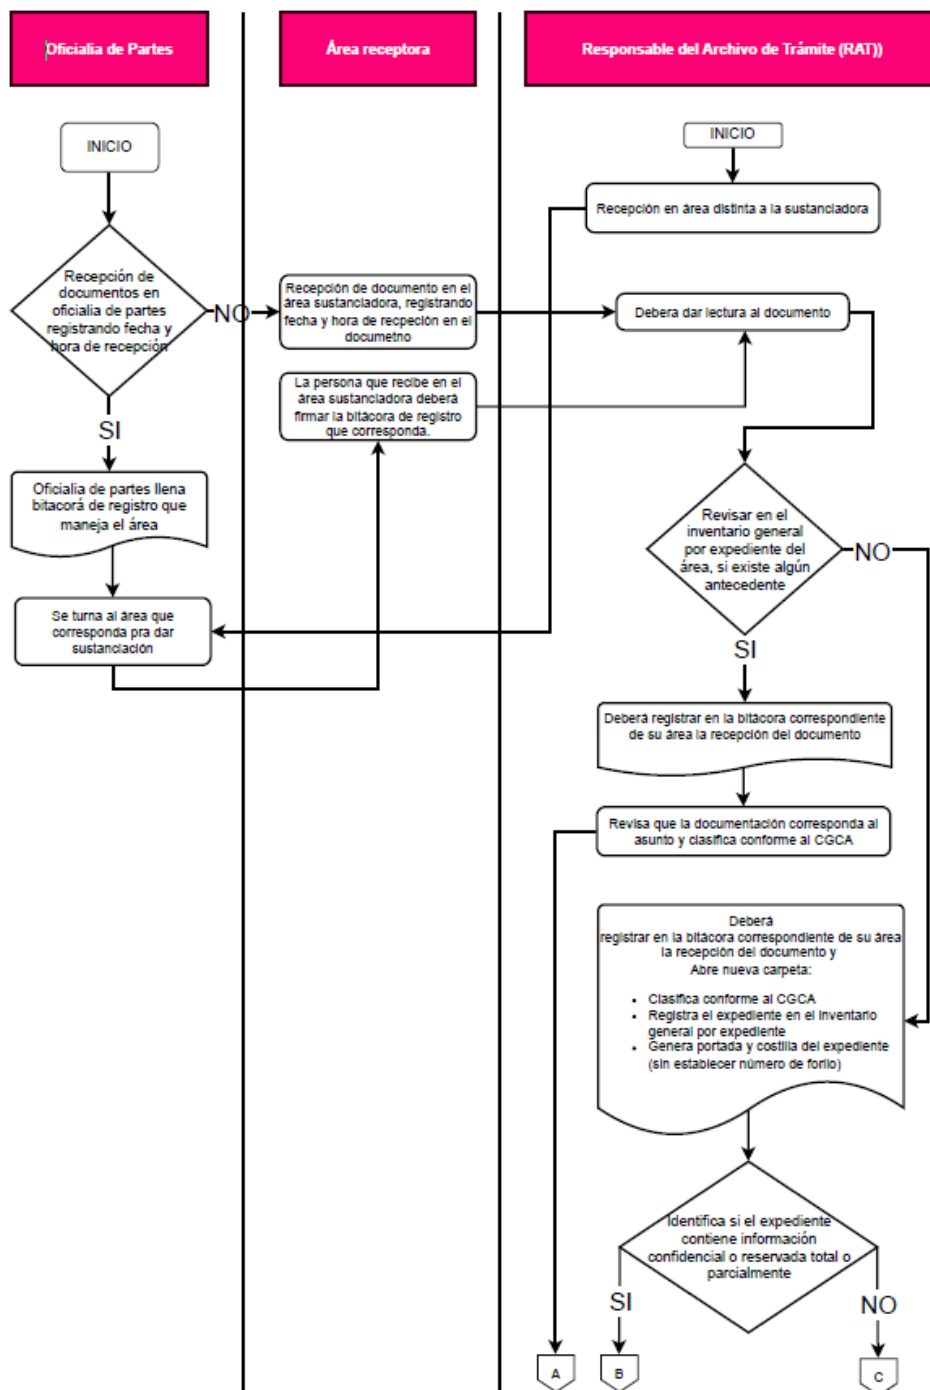 Oficialia de Partes
Área receptora
Responsable del Archivo de Trámite (RAT))
INICIO
INICIO
Recepción en área distinta a la sustanciadora
Recepción de
documentos en
oficialia de partes
registrando fecha y
hora de recepción
NO
Recepción de documento en el
área sustanciadora, registrando
fecha y hora de recpeción en el
documetno
Debera dar lectura al documento
La persona que recibe en el
área sustanciadora deberá
firmar la bitácora de registro
que corresponda.
SI
Oficialia de partes llena
bitacorá de registro que
maneja el área
Revisar en el
inventario general
por expediente del
área, si existe algún
antecedente
NO
Se turna al área que
corresponda pra dar
sustanciación
SI
Deberá registrar en la bitácora correspondiente
de su área la recepción del documento
Revisa que la documentación corresponda al
asunto y clasifica conforme al CGCA
Deberá
registrar en la bitácora correspondiente de su área
la recepción del documento y
Abre nueva carpeta:
• Clasifica conforme al CGCA
• Registra el expediente en el inventario
general por expediente
• Genera portada y costilla del expediente
(sin establecer número de forlio)
Identifica si el expediente
contiene información
confidencial o reservada total o
parcialmente
SI
NO
A
B
C